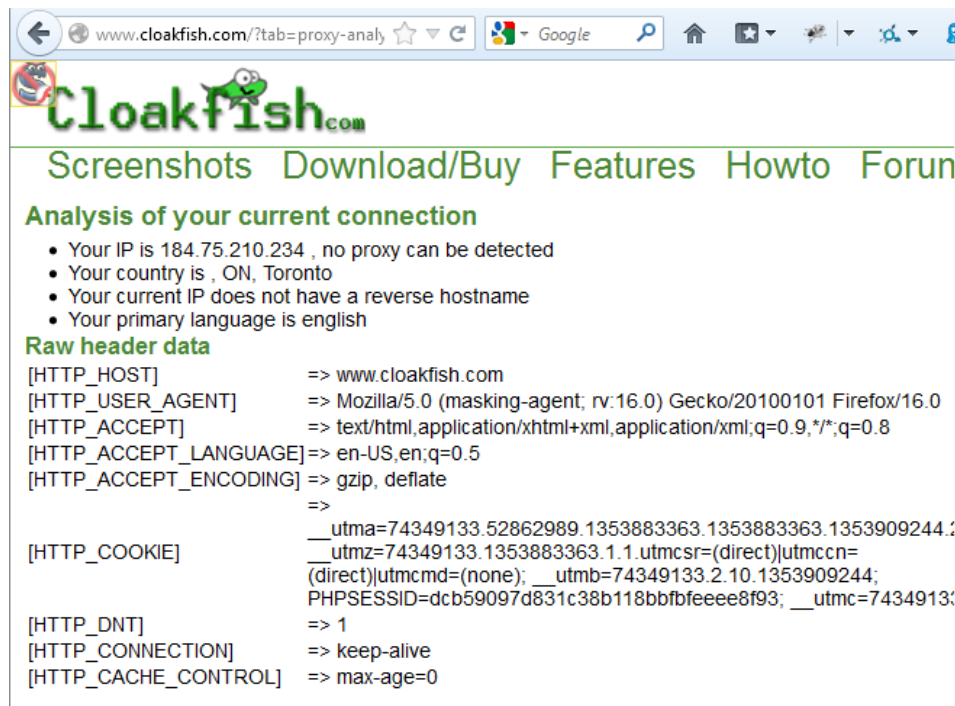 www.cloakfish.com/?tab=proxy-analy Google
Cloakfish.com
Screenshots Download/Buy Features Howto Forum
Analysis of your current connection
• Your IP is 184.75.210.234 , no proxy can be detected
• Your country is , ON, Toronto
• Your current IP does not have a reverse hostname
• Your primary language is english
Raw header data
[HTTP_HOST] => www.cloakfish.com
[HTTP_USER_AGENT] => Mozilla/5.0 (masking-agent; rv:16.0) Gecko/20100101 Firefox/16.0
[HTTP_ACCEPT] => text/html,application/xhtml+xml,application/xml;q=0.9,*/*;q=0.8
[HTTP_ACCEPT_LANGUAGE] => en-US,en;q=0.5
[HTTP_ACCEPT_ENCODING] => gzip, deflate
=>
__utma=74349133.52862989.1353883363.1353883363.1353909244.2
[HTTP_COOKIE] __utmz=74349133.1353883363.1.1.utmcsr=(direct)|utmccn=
(direct)|utmcmd=(none); __utmb=74349133.2.10.1353909244;
PHPSESSID=dcb59097d831c38b118bbfbfeeee8f93; __utmc=7434913
[HTTP_DNT] => 1
[HTTP_CONNECTION] => keep-alive
[HTTP_CACHE_CONTROL] => max-age=0